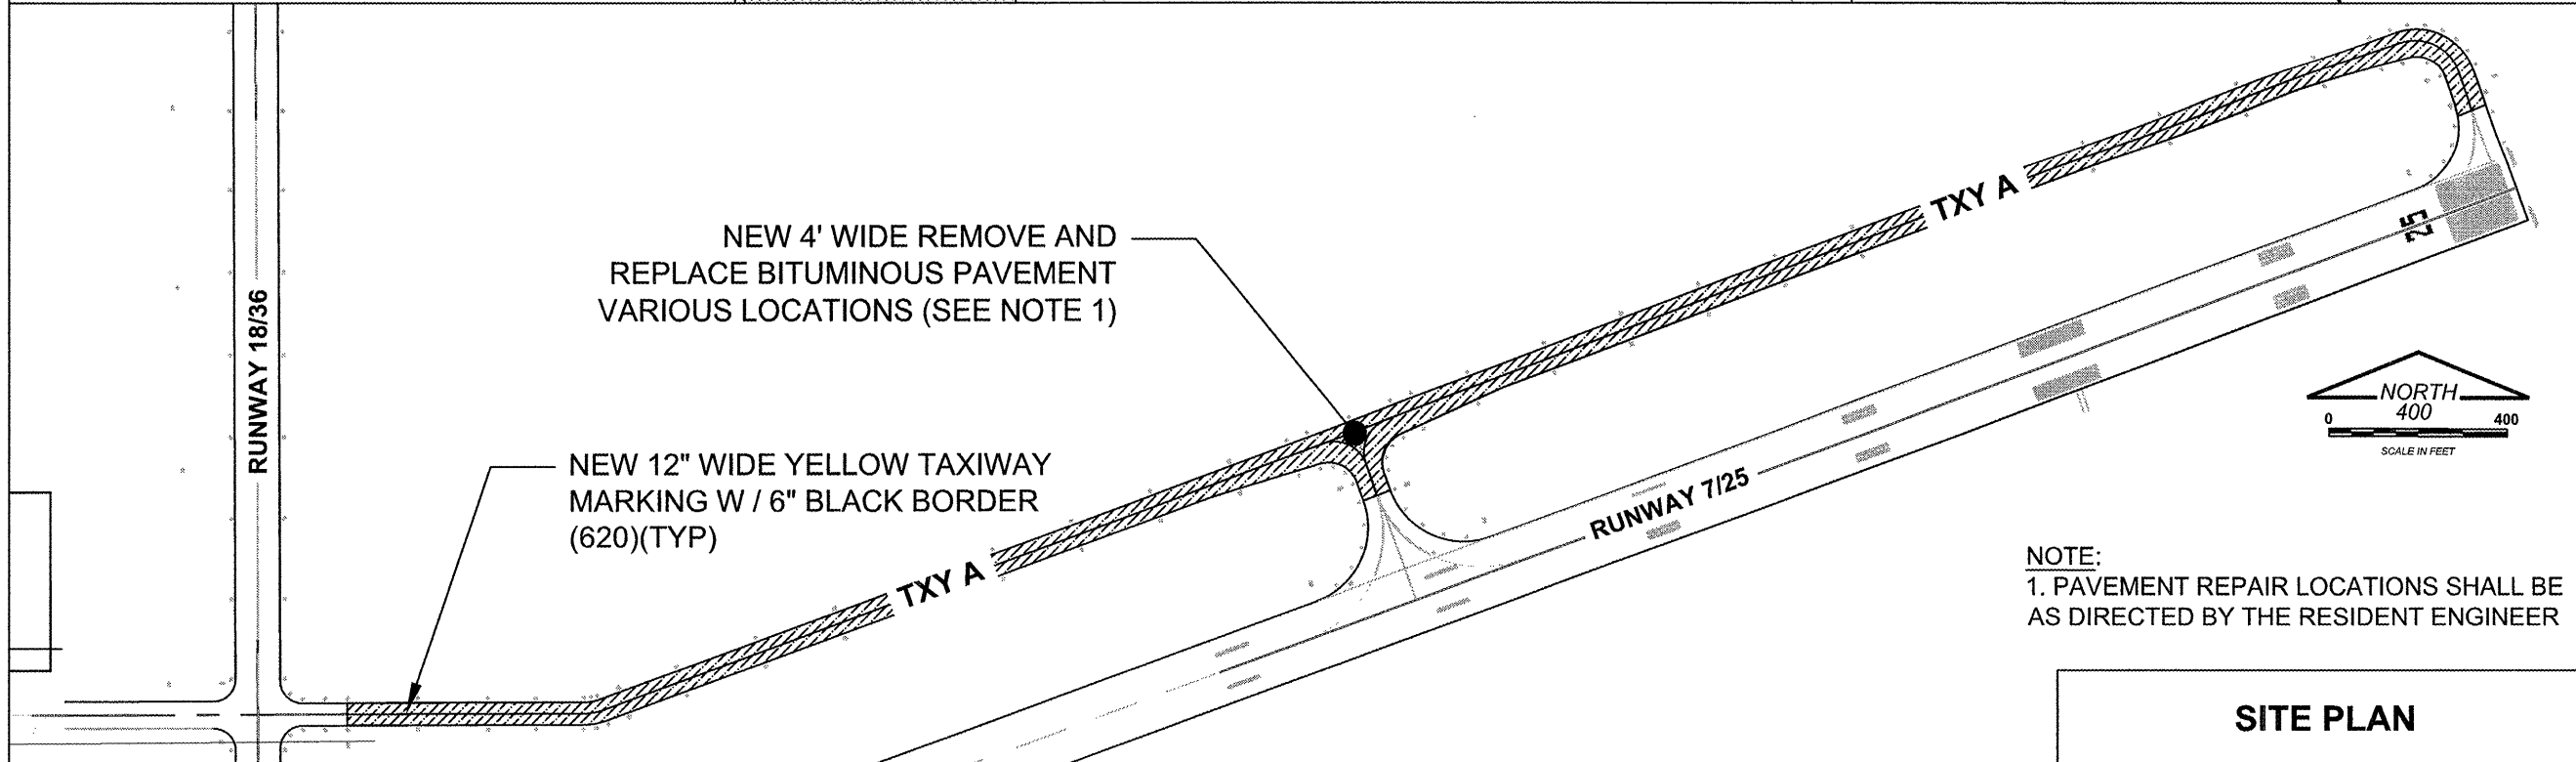 NEW 4' WIDE REMOVE AND
REPLACE BITUMINOUS PAVEMENT
VARIOUS LOCATIONS (SEE NOTE 1)
RUNWAY 18/36
NEW 12" WIDE YELLOW TAXIWAY
MARKING W / 6" BLACK BORDER
(620)(TYP)
TXY A
TXY A
25
RUNWAY 7/25
NORTH
400
0 400
SCALE IN FEET
NOTE:
1. PAVEMENT REPAIR LOCATIONS SHALL BE
AS DIRECTED BY THE RESIDENT ENGINEER
SITE PLAN